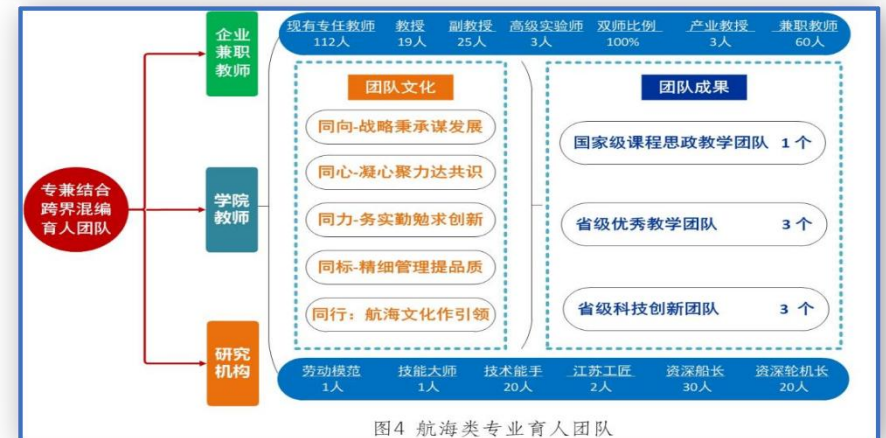 专兼结合
跨界混编
育人团队
企业
兼职
教师
学院
教师
研究
机构
现有专任教师 教授 副教授 高级实验师 双师比例 产业教授 兼职教师
112人 19人 25人 3人 100% 3人 60人
团队文化
同向-战略秉承谋发展
同心-凝心聚力达共识
同力-务实勤勉求创新
同标-精细管理提品质
同行：航海文化作引领
团队成果
国家级课程思政教学团队 1 个
省级优秀教学团队 3 个
省级科技创新团队 3 个
劳动模范 技能大师 技术能手 江苏工匠 资深船长 资深轮机长
1人 1人 20人 2人 30人 20人
图4 航海类专业育人团队